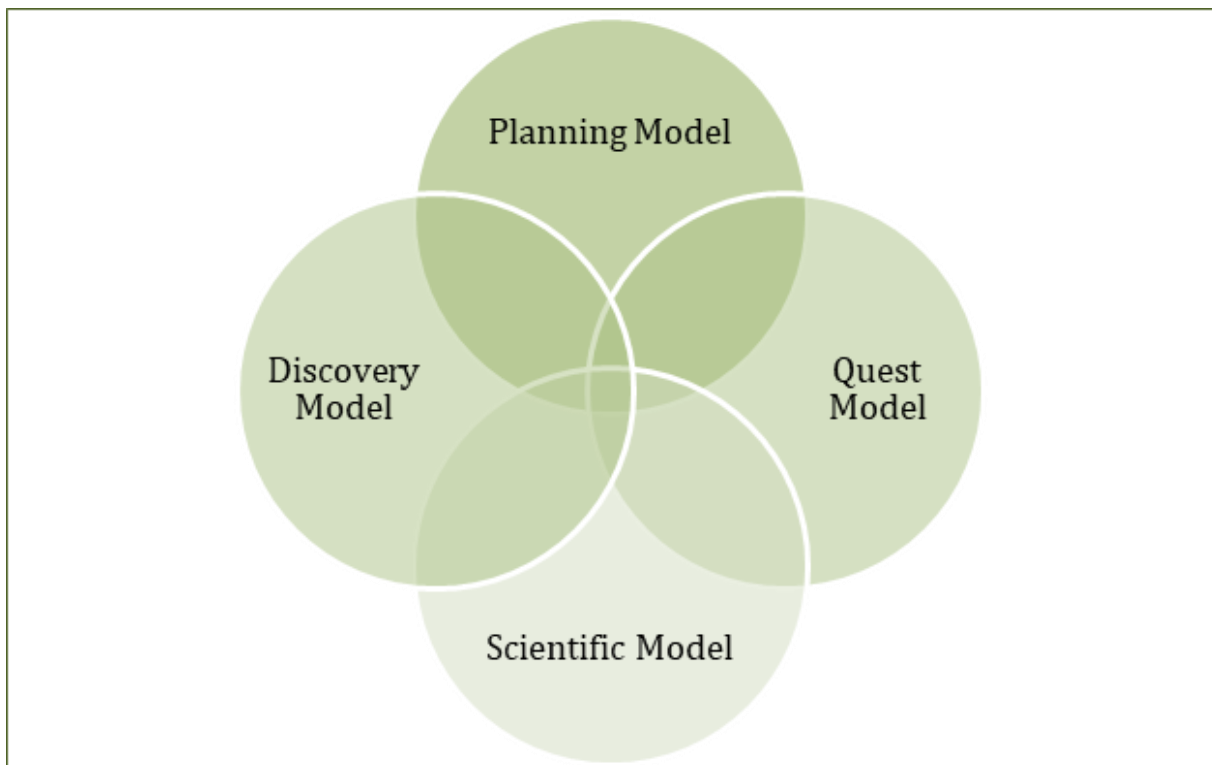 Planning Model
Discovery
Model
Quest
Model
Scientific Model